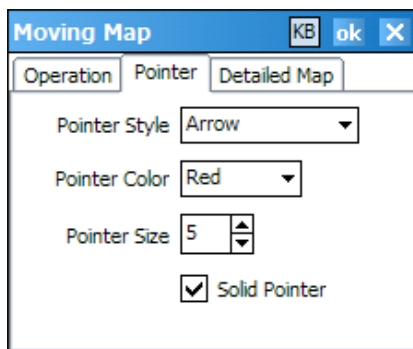 Moving Map KB ok
Operation Pointer Detailed Map
Pointer Style Arrow
Pointer Color Red
Pointer Size 5
Solid Pointer